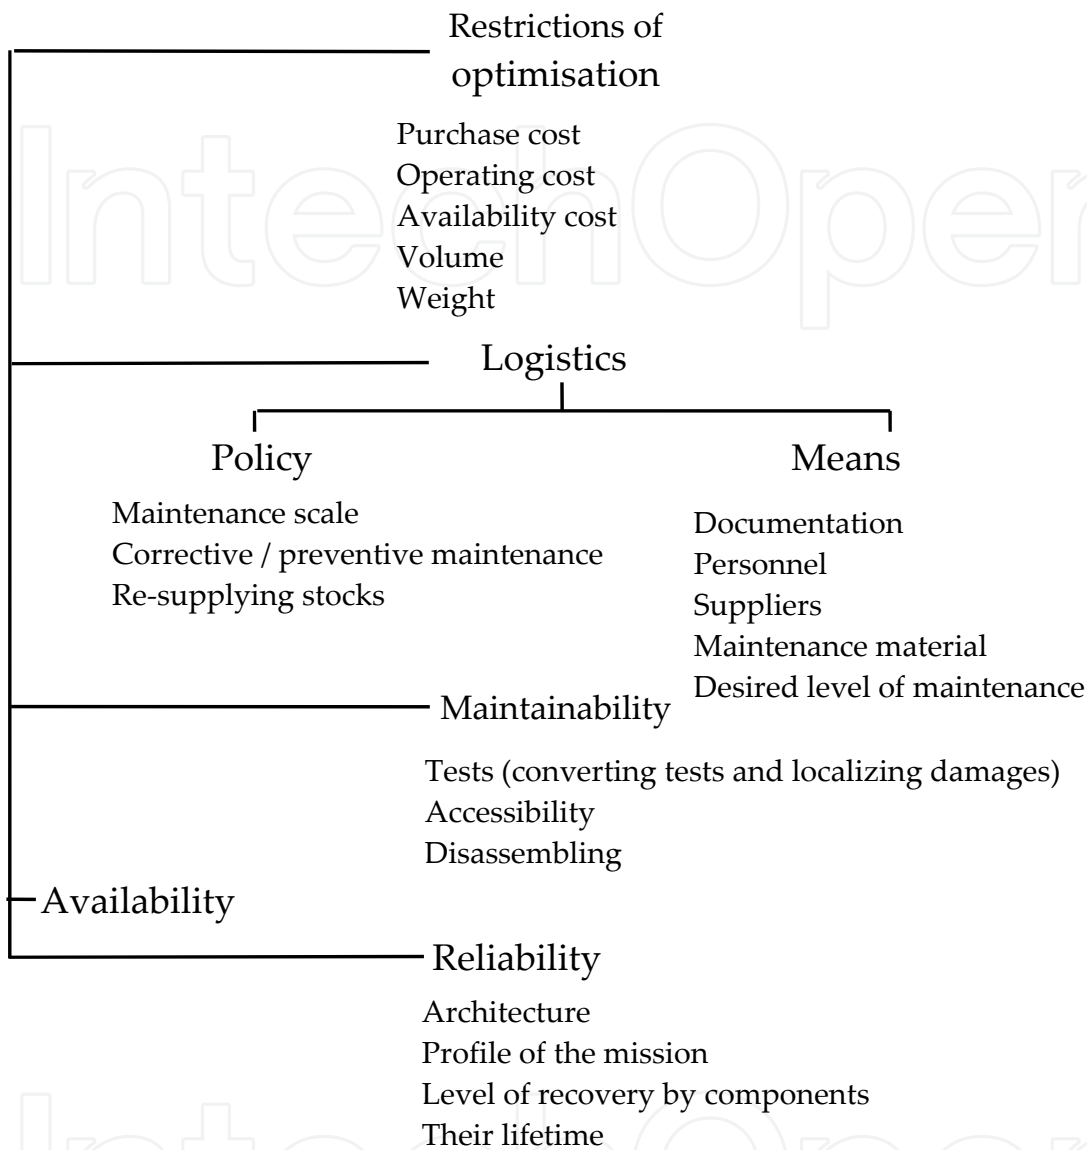 Restrictions of
optimisation
Purchase cost
Operating cost
Availability cost
Volume
Weight
Logistics
Policy
Maintenance scale
Corrective / preventive maintenance
Re-supplying stocks
Means
Documentation
Personnel
Suppliers
Maintenance material
Desired level of maintenance
Maintainability
Tests (converting tests and localizing damages)
Accessibility
Disassembling
Availability
Reliability
Architecture
Profile of the mission
Level of recovery by components
Their lifetime
IntechOpen
IntechOpen